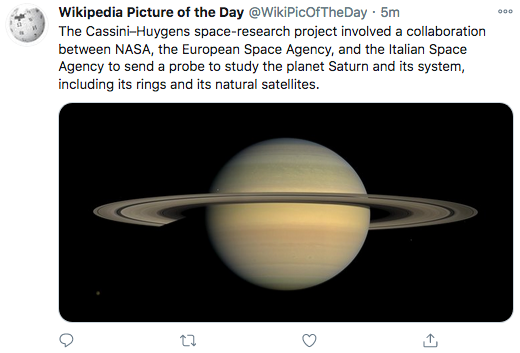 Wikipedia Picture of the Day @WikiPicOfTheDay · 5m
The Cassini–Huygens space-research project involved a collaboration
between NASA, the European Space Agency, and the Italian Space
Agency to send a probe to study the planet Saturn and its system,
including its rings and its natural satellites.